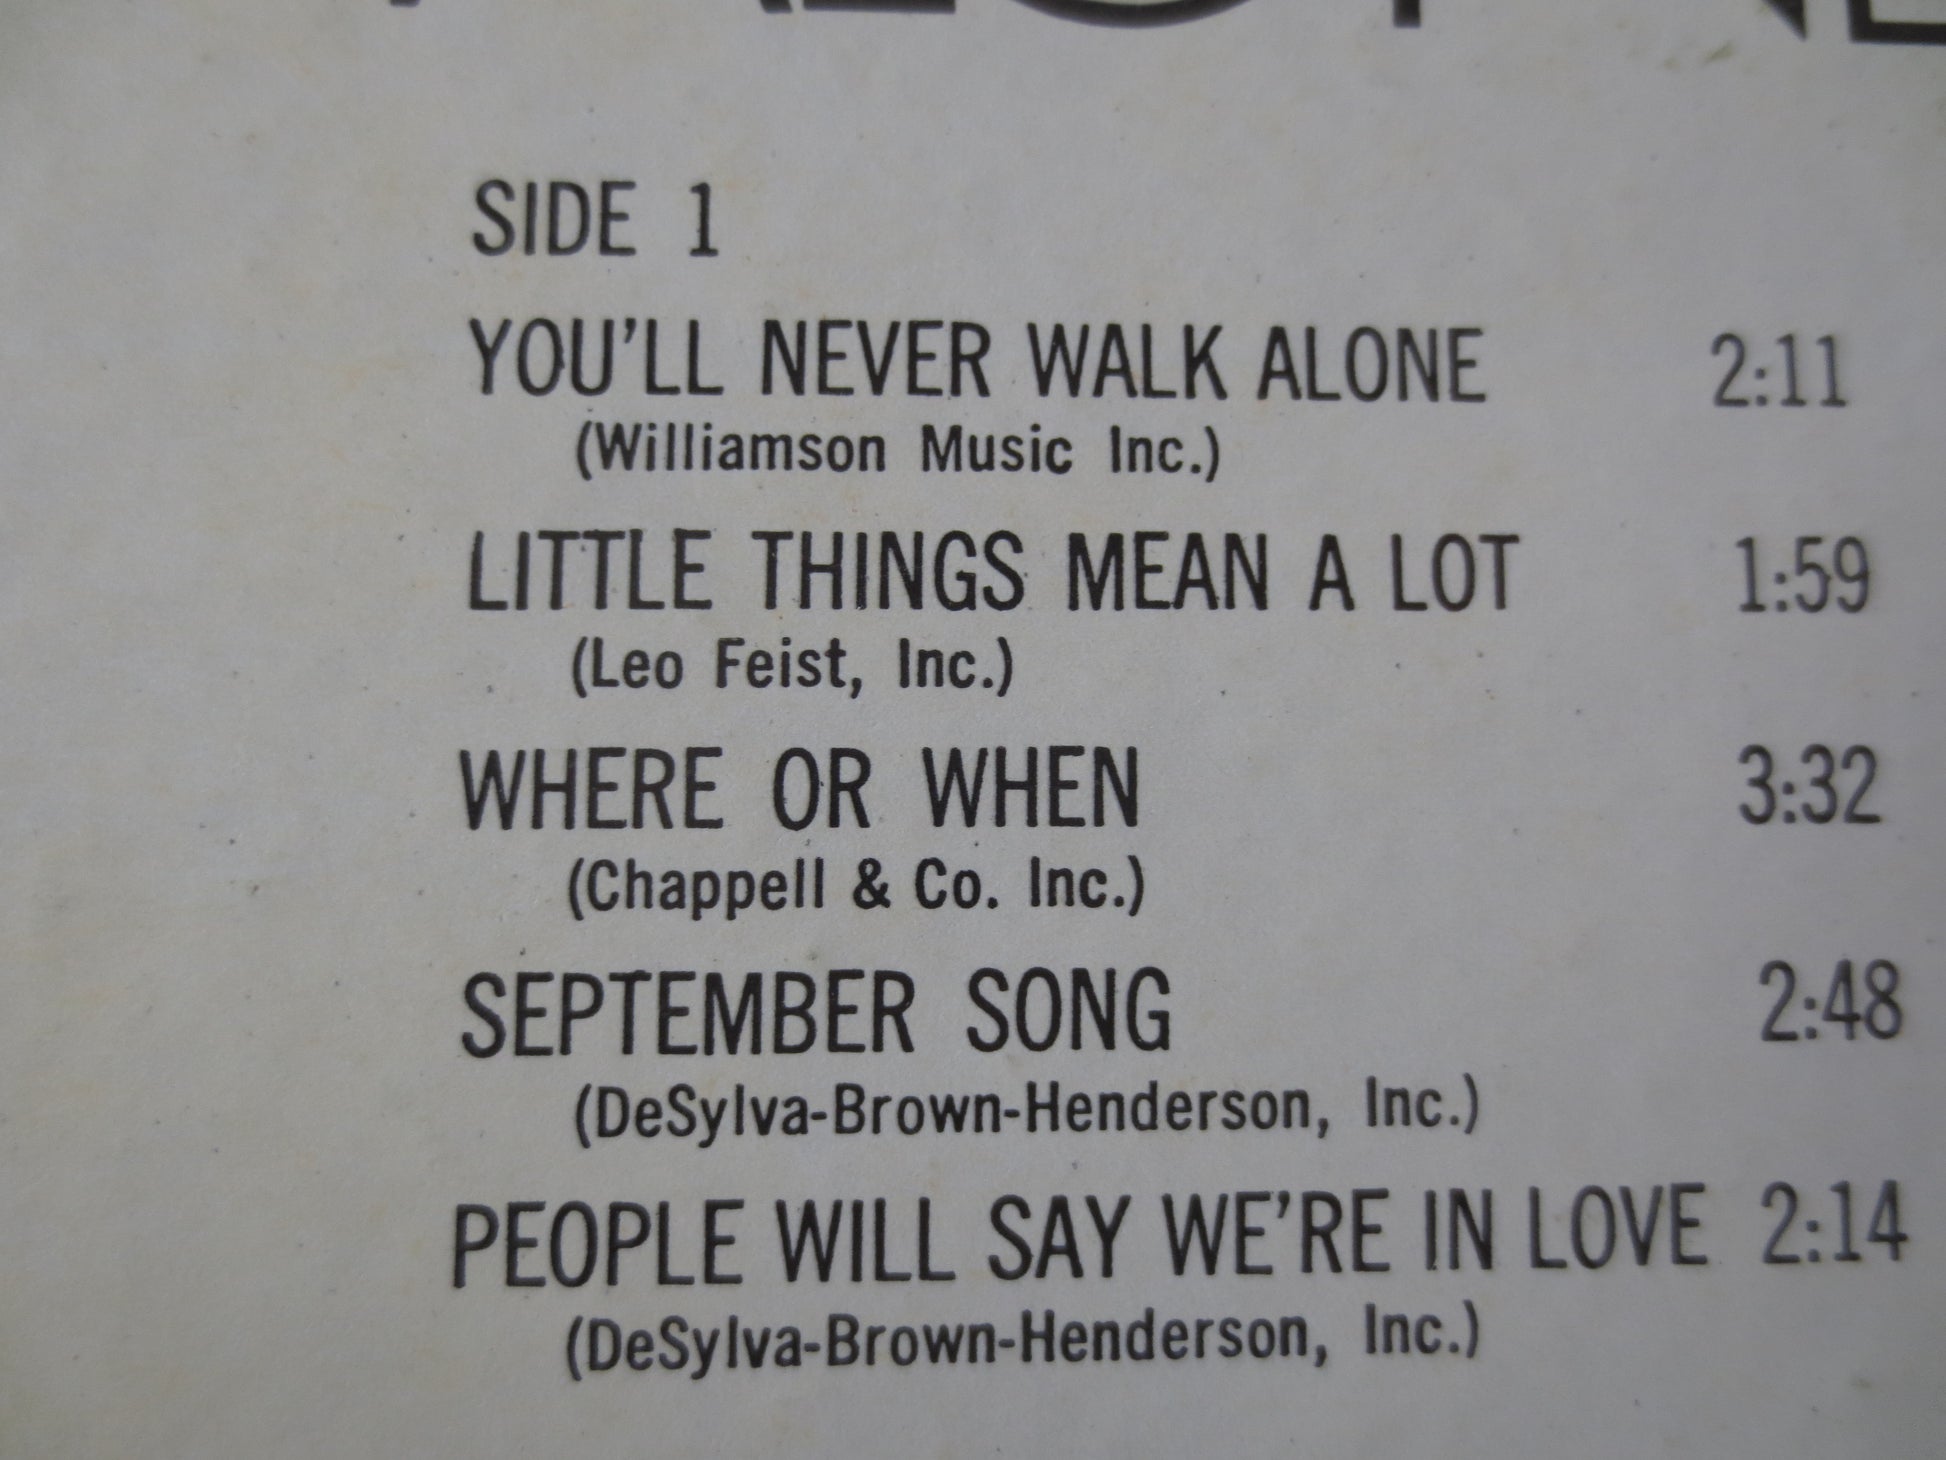 SIDE 1
YOU'LL NEVER WALK ALONE 2:11
(Williamson Music Inc.)
LITTLE THINGS MEAN A LOT 1:59
(Leo Feist, Inc.)
WHERE OR WHEN 3:32
(Chappell & Co. Inc.)
SEPTEMBER SONG 2:48
(DeSylva-Brown-Henderson, Inc.)
PEOPLE WILL SAY WE'RE IN LOVE 2:14
(DeSylva-Brown-Henderson, Inc.)